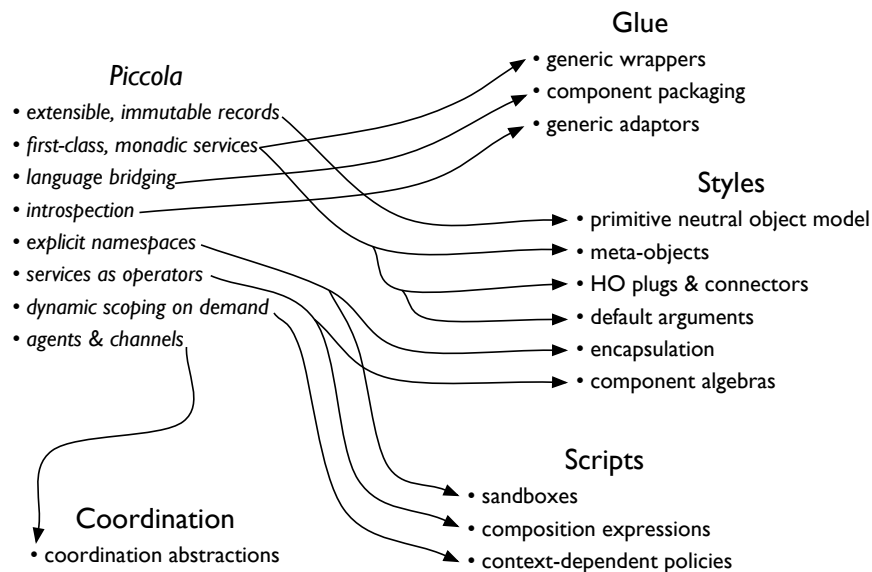 Piccola
• extensible, immutable records
• first-class, monadic services
• language bridging
• introspection
• explicit namespaces
• services as operators
• dynamic scoping on demand
• agents & channels
Glue
• generic wrappers
• component packaging
• generic adaptors
Styles
• primitive neutral object model
• meta-objects
• HO plugs & connectors
• default arguments
• encapsulation
• component algebras
Scripts
• sandboxes
• composition expressions
• context-dependent policies
Coordination
• coordination abstractions